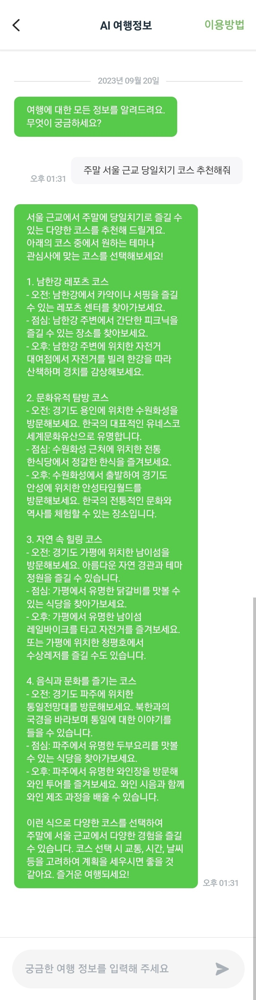 AI 여행정보
이용방법
2023년 09월 20일
여행에 대한 모든 정보를 알려드려요.
무엇이 궁금하세요?
주말 서울 근교 당일치기 코스 추천해줘
오후 01:31
서울 근교에서 주말에 당일치기로 즐길 수
있는 다양한 코스를 추천해 드릴게요.
아래의 코스 중에서 원하는 테마나
관심사에 맞는 코스를 선택해보세요!
1. 남한강 레포츠 코스
- 오전: 남한강에서 카약이나 서핑을 즐길
수 있는 레포츠 센터를 찾아가보세요.
- 점심: 남한강 주변에서 간단한 피크닉을
즐길 수 있는 장소를 찾아보세요.
- 오후: 남한강 주변에 위치한 자전거
대여점에서 자전거를 빌려 한강을 따라
산책하며 경치를 감상해보세요.
2. 문화유적 탐방 코스
- 오전: 경기도 용인에 위치한 수원화성을
방문해보세요. 한국의 대표적인 유네스코
세계문화유산으로 유명합니다.
- 점심: 수원화성 근처에 위치한 전통
한식당에서 정갈한 한식을 즐겨보세요.
- 오후: 수원화성에서 출발하여 경기도
안성에 위치한 안성타임월드를
방문해보세요. 한국의 전통적인 문화와
역사를 체험할 수 있는 장소입니다.
3. 자연 속 힐링 코스
- 오전: 경기도 가평에 위치한 남이섬을
방문해보세요. 아름다운 자연 경관과 테마
정원을 즐길 수 있습니다.
- 점심: 가평에서 유명한 닭갈비를 맛볼 수
있는 식당을 찾아가보세요.
- 오후: 가평에서 유명한 남이섬
레일바이크를 타고 자전거를 즐겨보세요.
또는 가평에 위치한 청평호에서
수상레저를 즐길 수도 있습니다.
4. 음식과 문화를 즐기는 코스
- 오전: 경기도 파주에 위치한
통일전망대를 방문해보세요. 북한과의
국경을 바라보며 통일에 대한 이야기를
들을 수 있습니다.
- 점심: 파주에서 유명한 두부요리를 맛볼
수 있는 식당을 찾아가보세요.
- 오후: 파주에서 유명한 와인장을 방문해
와인 투어를 즐겨보세요. 와인 시음과 함께
와인 제조 과정을 배울 수 있습니다.
이런 식으로 다양한 코스를 선택하여
주말에 서울 근교에서 다양한 경험을 즐길
수 있습니다. 코스 선택 시 교통, 시간, 날씨
등을 고려하여 계획을 세우시면 좋을 것
같아요. 즐거운 여행되세요!
오후 01:31
궁금한 여행 정보를 입력해 주세요